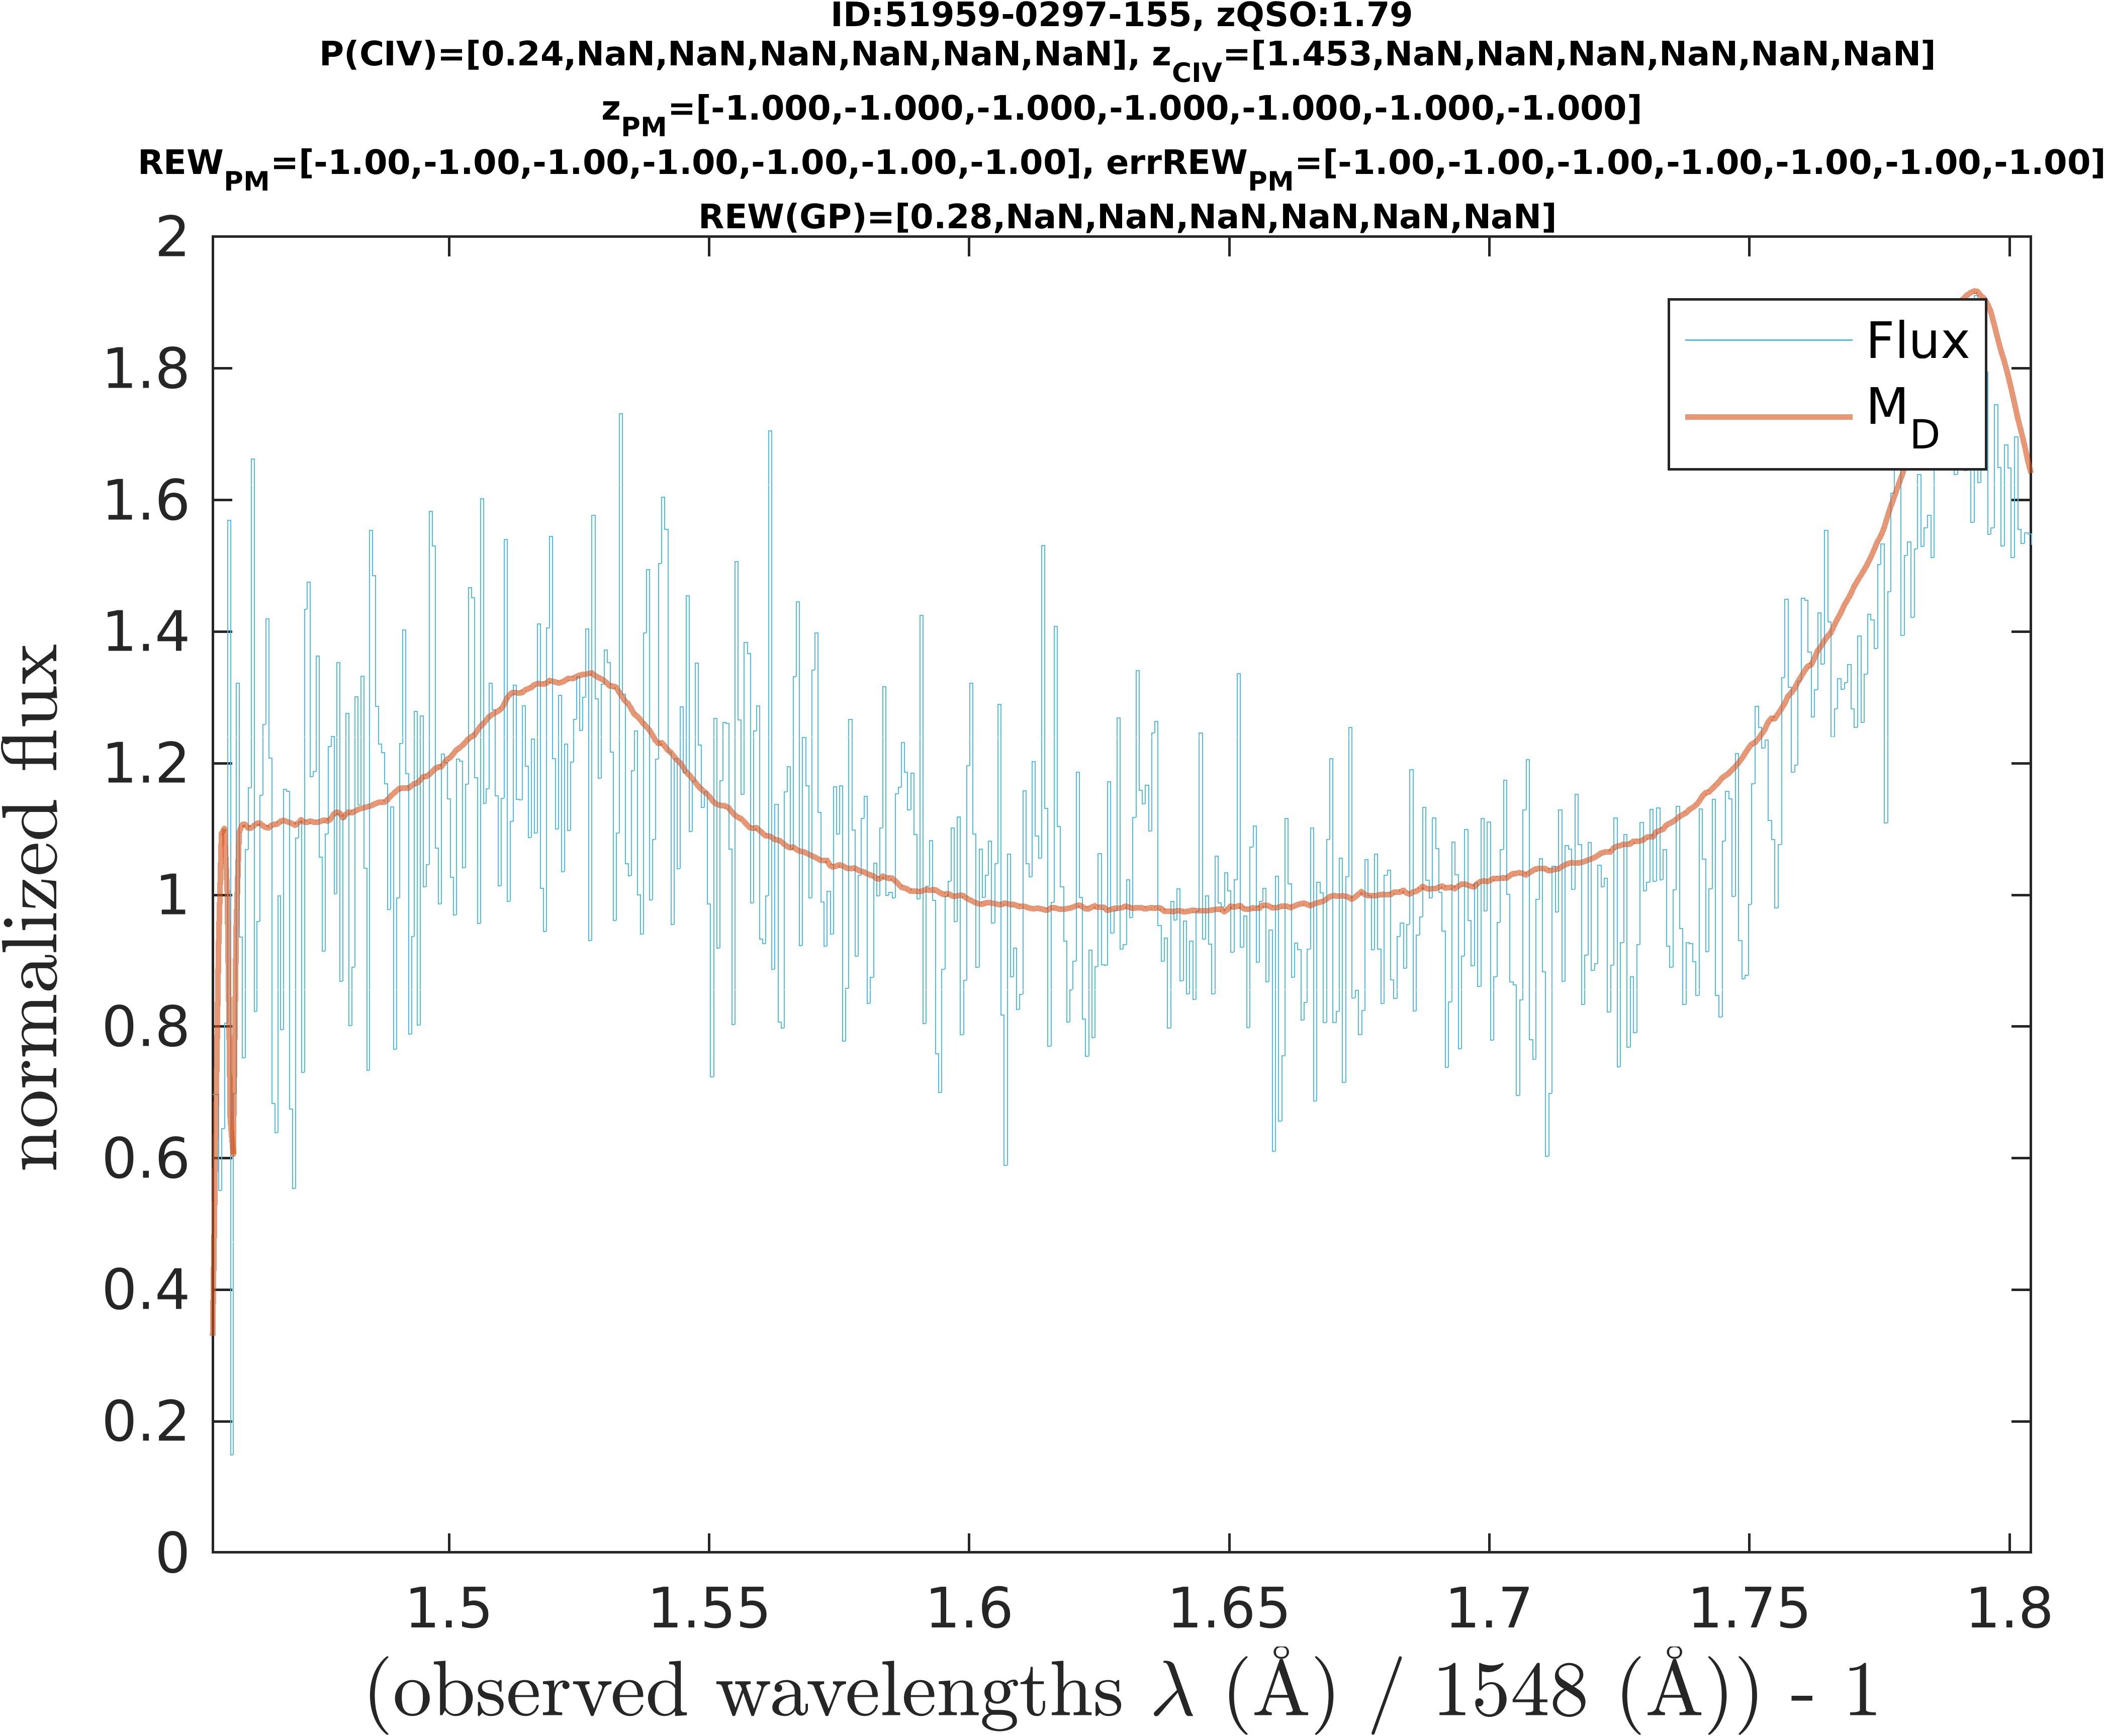 ID:51959-0297-155, zQSO:1.79
P(CIV)=[0.24,NaN,NaN,NaN,NaN,NaN,NaN], zCIV=[1.453,NaN,NaN,NaN,NaN,NaN,NaN]
zPM=[-1.000,-1.000,-1.000,-1.000,-1.000,-1.000,-1.000]
REWPM=[-1.00,-1.00,-1.00,-1.00,-1.00,-1.00,-1.00], errREWPM=[-1.00,-1.00,-1.00,-1.00,-1.00,-1.00,-1.00]
REW(GP)=[0.28,NaN,NaN,NaN,NaN,NaN,NaN]
2
1.8
1.6
1.4
1.2
1
0.8
0.6
0.4
0.2
0
normalized flux
Flux
MD
1.5 1.55 1.6 1.65 1.7 1.75 1.8
(observed wavelengths λ (Å) / 1548 (Å)) - 1